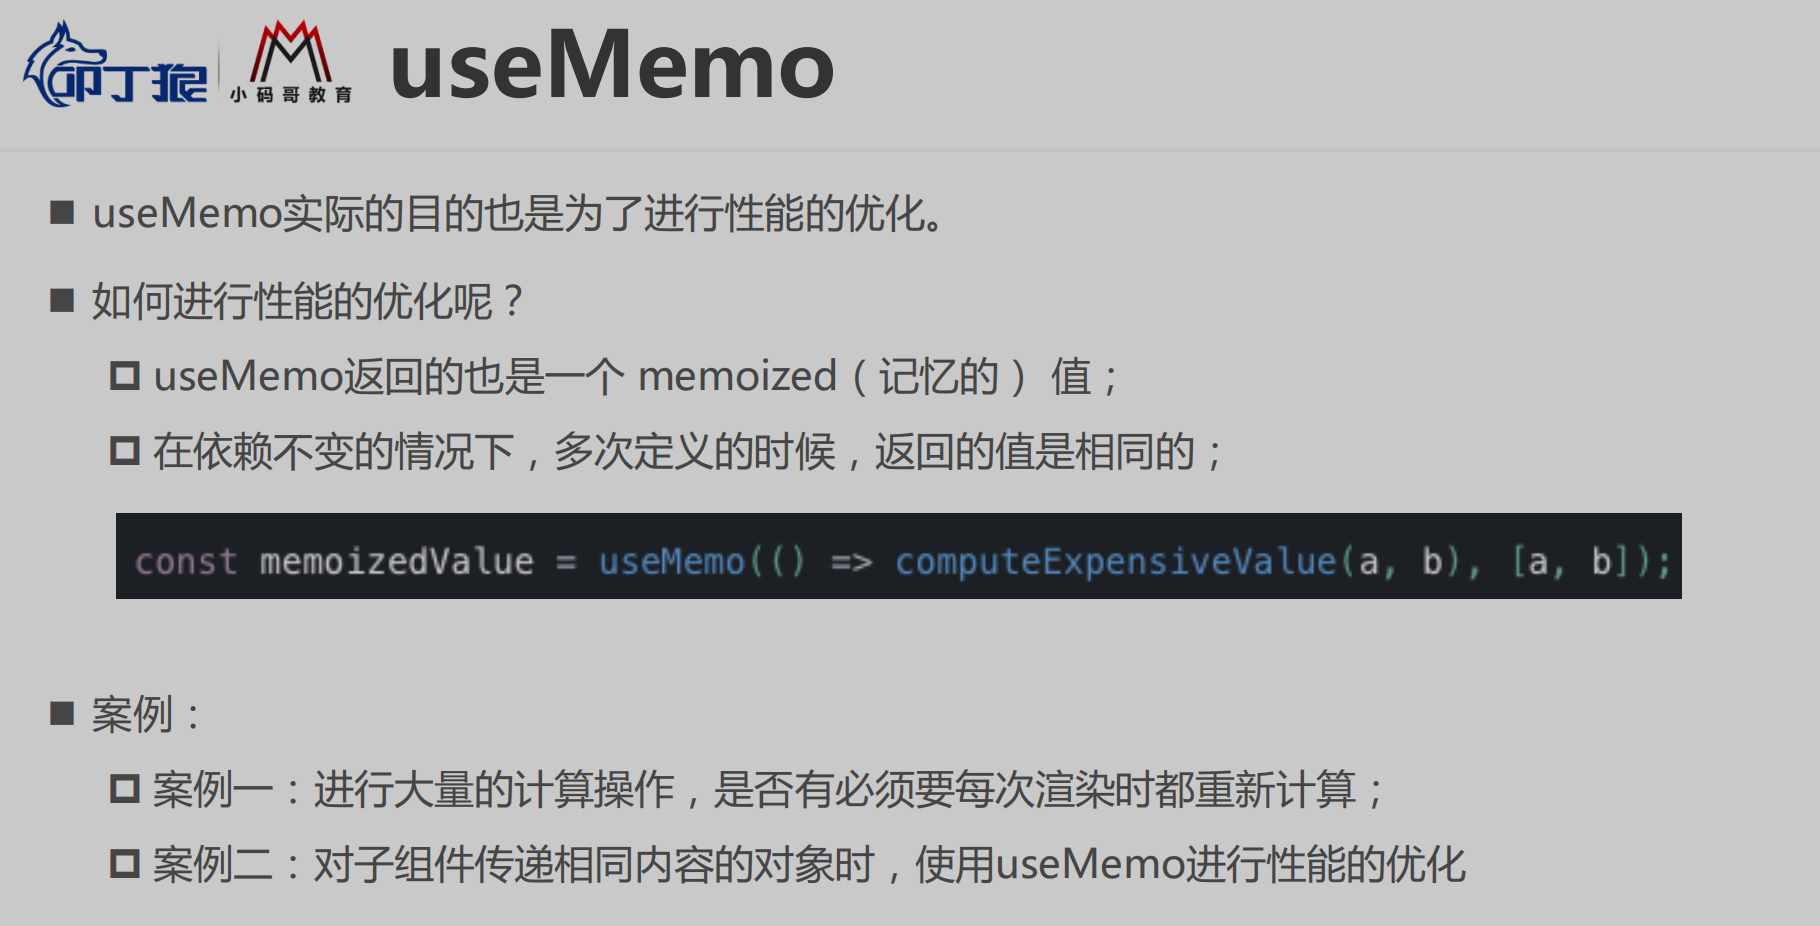 叩丁狼
小码哥教育
useMemo
useMemo实际的目的也是为了进行性能的优化。
如何进行性能的优化呢？
useMemo返回的也是一个 memoized（记忆的） 值；
在依赖不变的情况下，多次定义的时候，返回的值是相同的；
const memoizedValue = useMemo(() => computeExpensiveValue(a, b), [a, b]);
案例：
案例一：进行大量的计算操作，是否有必须要每次渲染时都重新计算；
案例二：对子组件传递相同内容的对象时，使用useMemo进行性能的优化